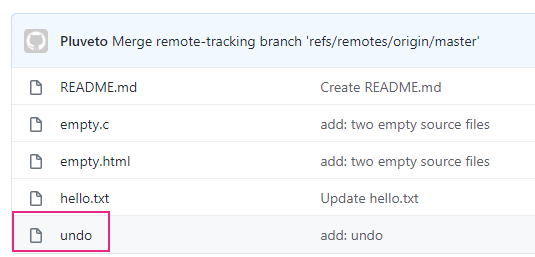 Pluveto Merge remote-tracking branch 'refs/remotes/origin/master'
README.md Create README.md
empty.c add: two empty source files
empty.html add: two empty source files
hello.txt Update hello.txt
undo add: undo